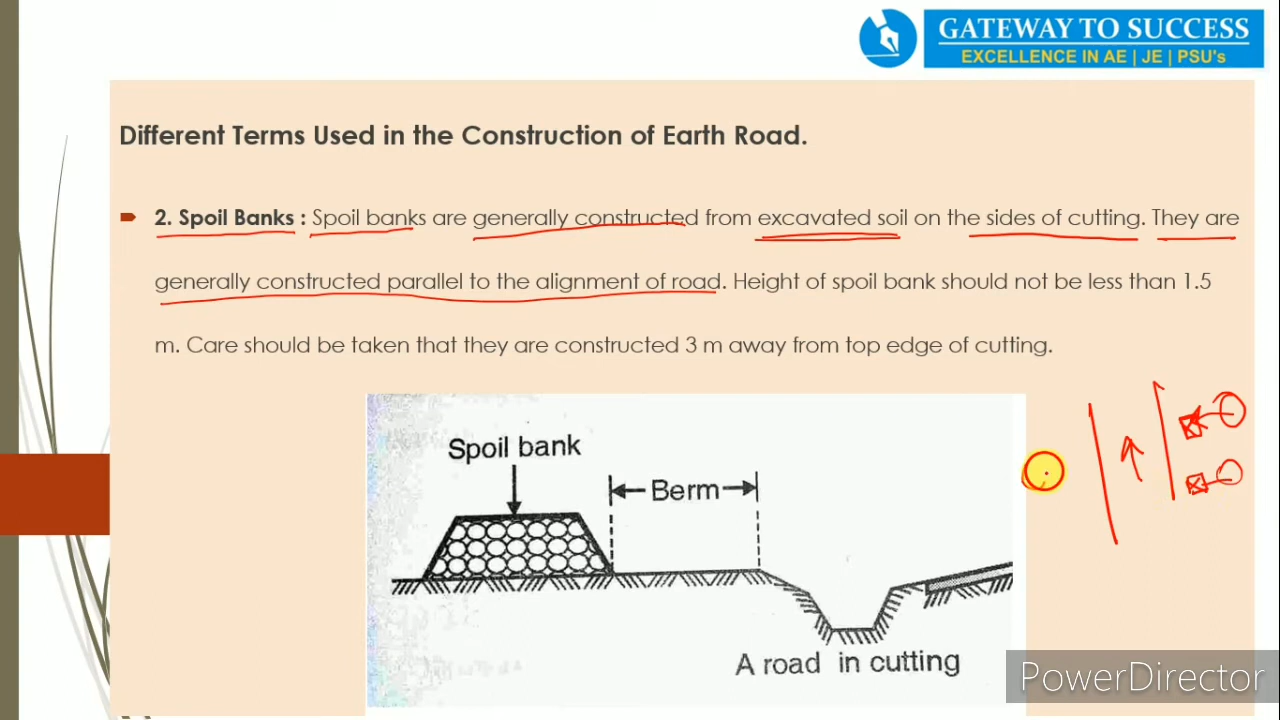 GATEWAY TO SUCCESS
EXCELLENCE IN AE | JE | PSU's
Different Terms Used in the Construction of Earth Road.
2. Spoil Banks : Spoil banks are generally constructed from excavated soil on the sides of cutting. They are
generally constructed parallel to the alignment of road. Height of spoil bank should not be less than 1.5
m. Care should be taken that they are constructed 3 m away from top edge of cutting.
Spoil bank
Berm
A road in cutting
PowerDirector